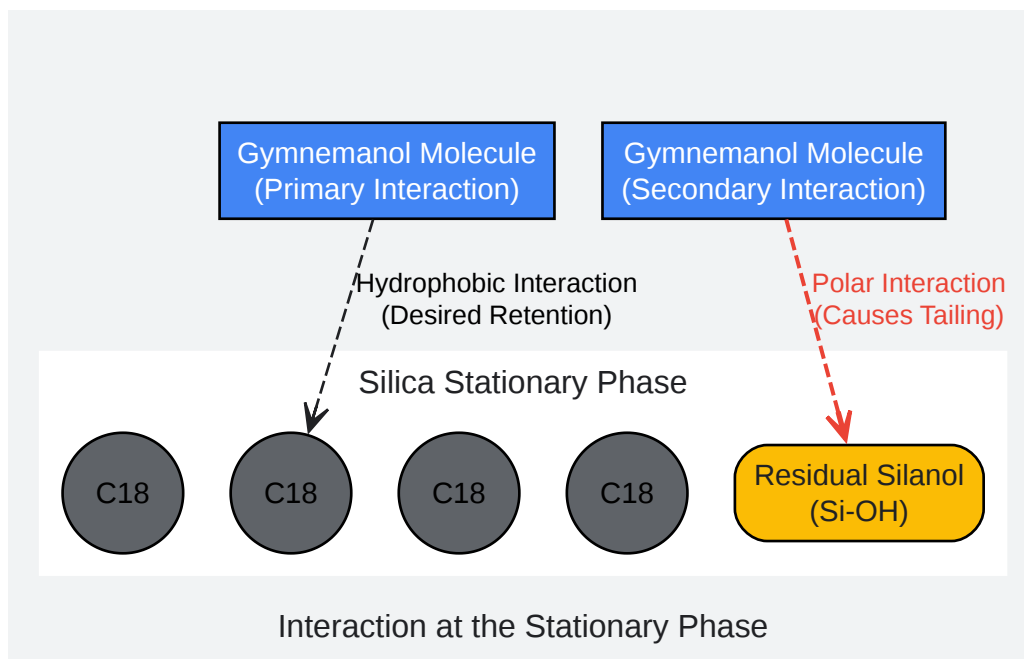 Gymnemanol Molecule
(Primary Interaction)
Gymnemanol Molecule
(Secondary Interaction)
Hydrophobic Interaction
(Desired Retention)
Polar Interaction
(Causes Tailing)
Silica Stationary Phase
C18
C18
C18
C18
Residual Silanol
(Si-OH)
Interaction at the Stationary Phase